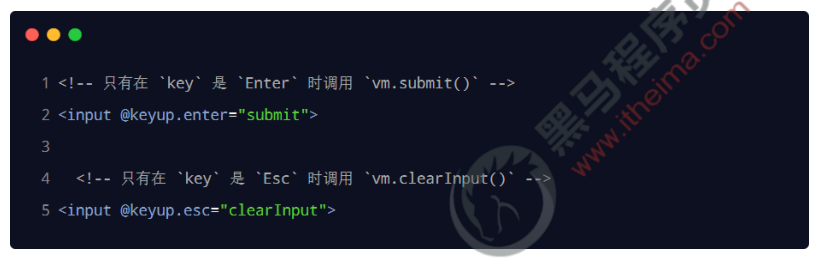 1 <!-- 只有在 `key` 是 `Enter` 时调用 `vm.submit()` -->
2 <input @keyup.enter="submit">
3
4 <!-- 只有在 `key` 是 `Esc` 时调用 `vm.clearInput()` -->
5 <input @keyup.esc="clearInput">
黑马程序员
www.itheima.com